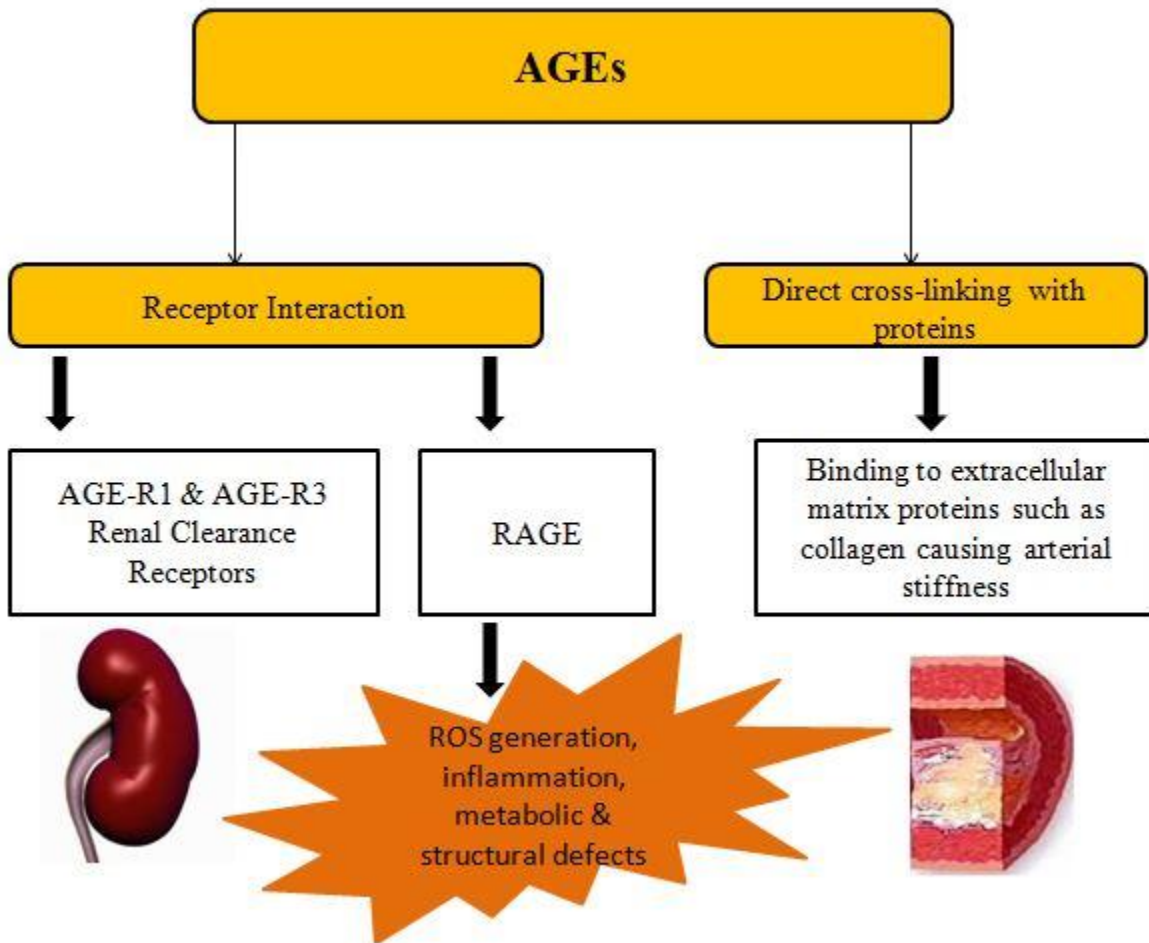 AGEs
Receptor Interaction
Direct cross-linking with
proteins
AGE-R1 & AGE-R3
Renal Clearance
Receptors
RAGE
Binding to extracellular
matrix proteins such as
collagen causing arterial
stiffness
ROS generation,
inflammation,
metabolic &
structural defects